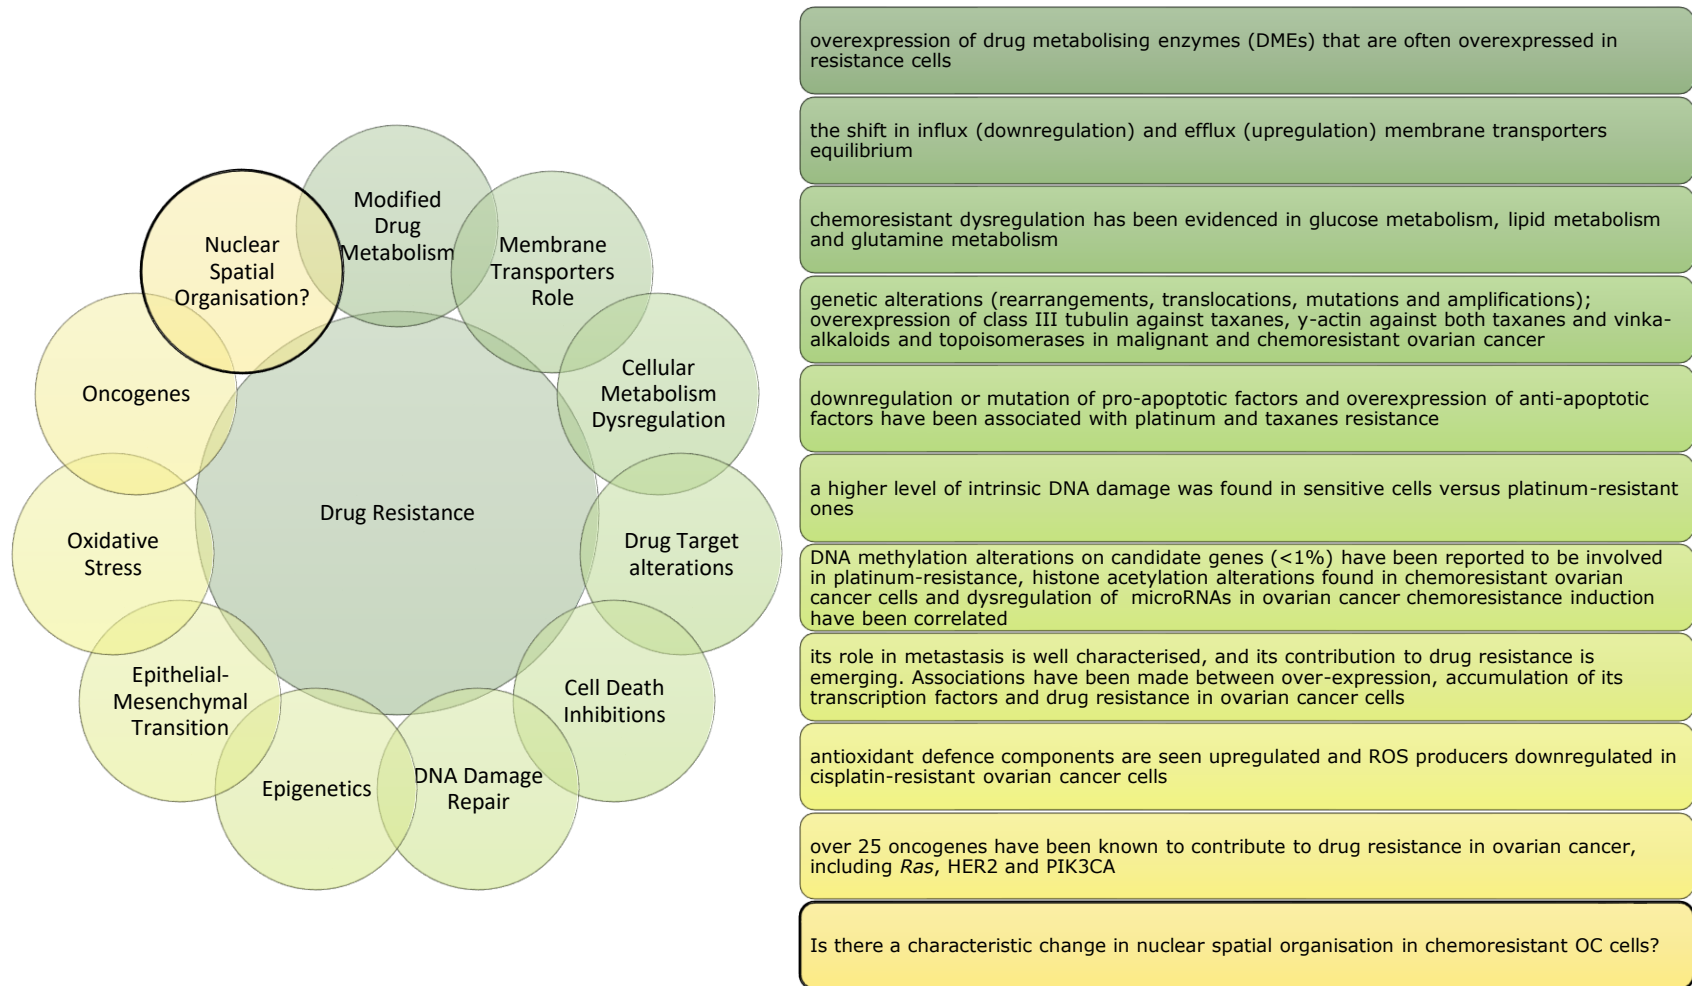 Modified
Drug
Metabolism
Membrane
Transporters
Role
Cellular
Metabolism
Dysregulation
Drug Target
alterations
Cell Death
Inhibitions
DNA Damage
Repair
Epigenetics
Epithelial-
Mesenchymal
Transition
Oxidative
Stress
Oncogenes
Nuclear
Spatial
Organisation?
Drug Resistance
overexpression of drug metabolising enzymes (DMEs) that are often overexpressed in
resistance cells
the shift in influx (downregulation) and efflux (upregulation) membrane transporters
equilibrium
chemoresistant dysregulation has been evidenced in glucose metabolism, lipid metabolism
and glutamine metabolism
genetic alterations (rearrangements, translocations, mutations and amplifications);
overexpression of class III tubulin against taxanes, y-actin against both taxanes and vinka-
alkaloids and topoisomerases in malignant and chemoresistant ovarian cancer
downregulation or mutation of pro-apoptotic factors and overexpression of anti-apoptotic
factors have been associated with platinum and taxanes resistance
a higher level of intrinsic DNA damage was found in sensitive cells versus platinum-resistant
ones
DNA methylation alterations on candidate genes (<1%) have been reported to be involved
in platinum-resistance, histone acetylation alterations found in chemoresistant ovarian
cancer cells and dysregulation of microRNAs in ovarian cancer chemoresistance induction
have been correlated
its role in metastasis is well characterised, and its contribution to drug resistance is
emerging. Associations have been made between over-expression, accumulation of its
transcription factors and drug resistance in ovarian cancer cells
antioxidant defence components are seen upregulated and ROS producers downregulated in
cisplatin-resistant ovarian cancer cells
over 25 oncogenes have been known to contribute to drug resistance in ovarian cancer,
including Ras, HER2 and PIK3CA
Is there a characteristic change in nuclear spatial organisation in chemoresistant OC cells?